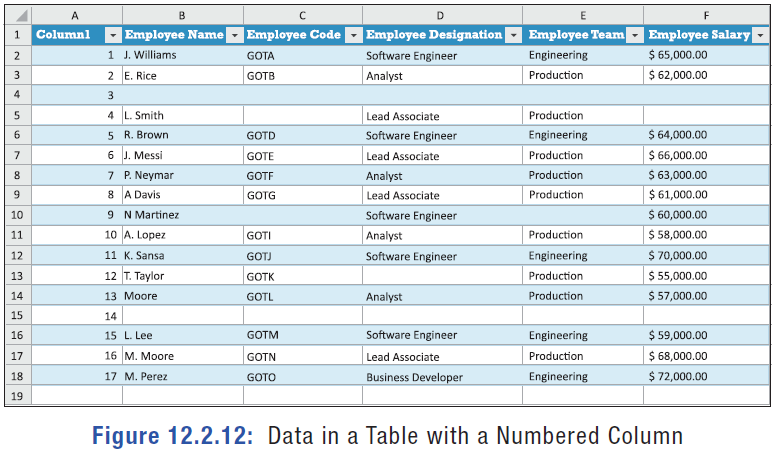 A B C D E F
1 Column1 Employee Name Employee Code Employee Designation Employee Team Employee Salary
2 1 J. Williams GOTA Software Engineer Engineering $ 65,000.00
3 2 E. Rice GOTB Analyst Production $ 62,000.00
4 3
5 4 L. Smith Lead Associate Production
6 5 R. Brown GOTD Software Engineer Engineering $ 64,000.00
7 6 J. Messi GOTE Lead Associate Production $ 66,000.00
8 7 P. Neymar GOTF Analyst Production $ 63,000.00
9 8 A Davis GOTG Lead Associate Production $ 61,000.00
10 9 N Martinez Software Engineer $ 60,000.00
11 10 A. Lopez GOTI Analyst Production $ 58,000.00
12 11 K. Sansa GOTJ Software Engineer Engineering $ 70,000.00
13 12 T. Taylor GOTK Production $ 55,000.00
14 13 Moore GOTL Analyst Production $ 57,000.00
15 14
16 15 L. Lee GOTM Software Engineer Engineering $ 59,000.00
17 16 M. Moore GOTN Lead Associate Production $ 68,000.00
18 17 M. Perez GOTO Business Developer Engineering $ 72,000.00
19
Figure 12.2.12: Data in a Table with a Numbered Column